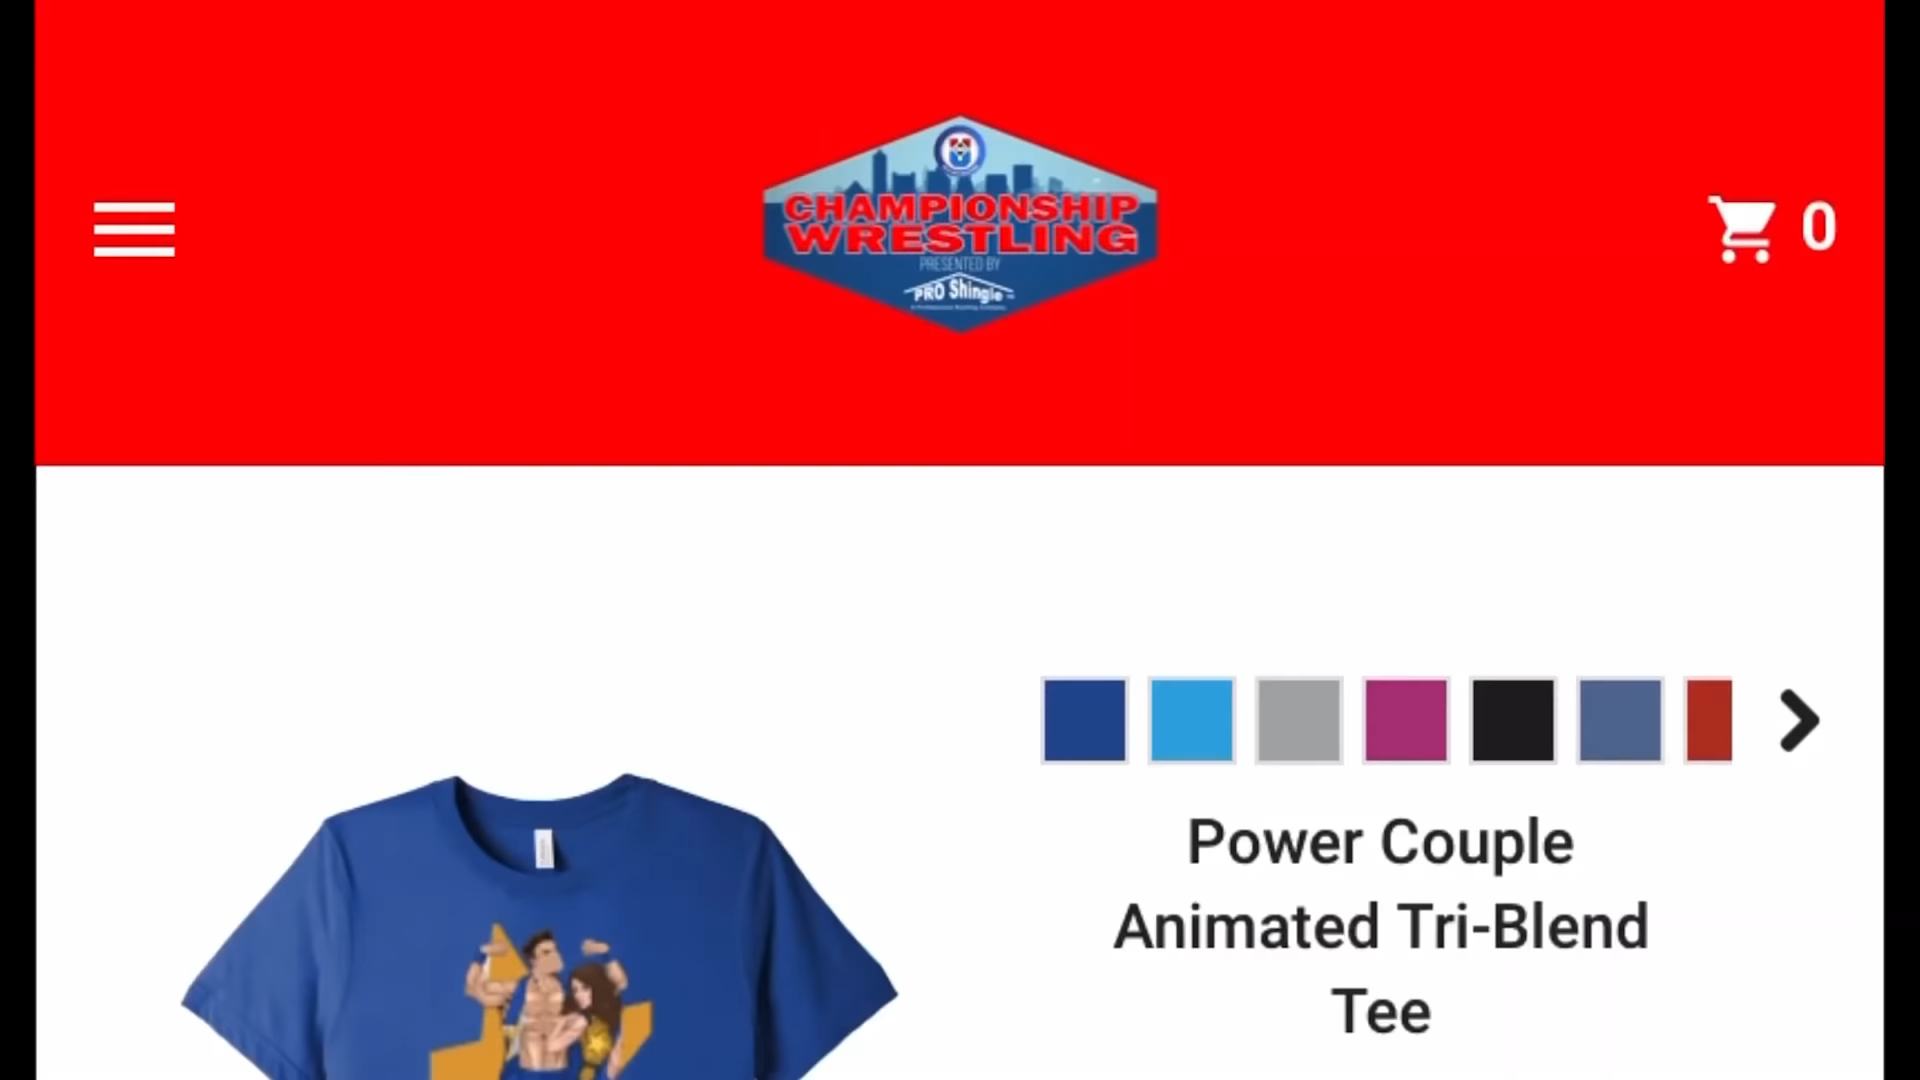 CHAMPIONSHIP
WRESTLING
PRESENTED BY
PRO Shingle
0
Power Couple
Animated Tri-Blend
Tee